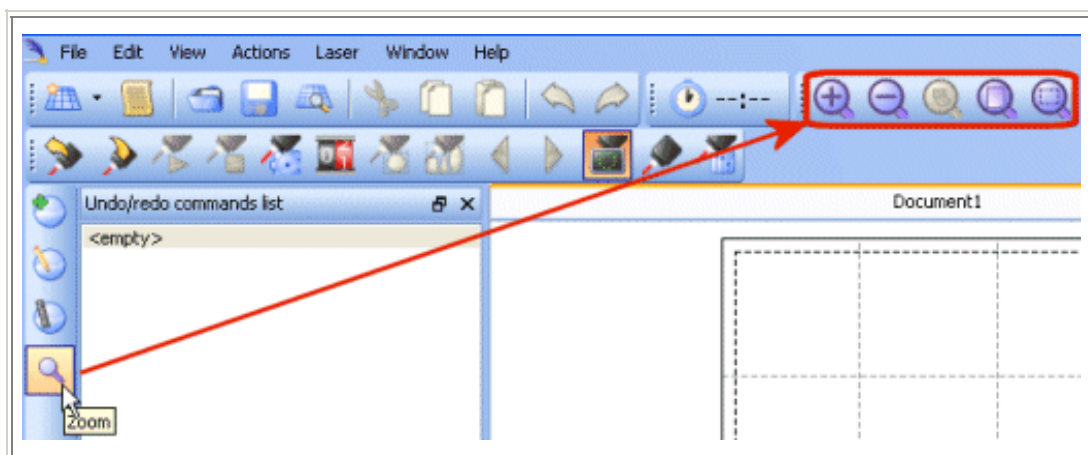 File Edit View Actions Laser Window Help
--:--
Undo/redo commands list
Document1
<empty>
Zoom